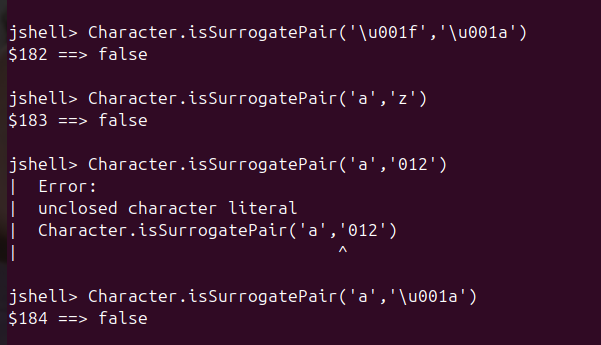 jshell> Character.isSurrogatePair('\u001f','\u001a')
$182 ==> false
jshell> Character.isSurrogatePair('a','z')
$183 ==> false
jshell> Character.isSurrogatePair('a','012')
|  Error:
|  unclosed character literal
|  Character.isSurrogatePair('a','012')
|                                ^
jshell> Character.isSurrogatePair('a','\u001a')
$184 ==> false